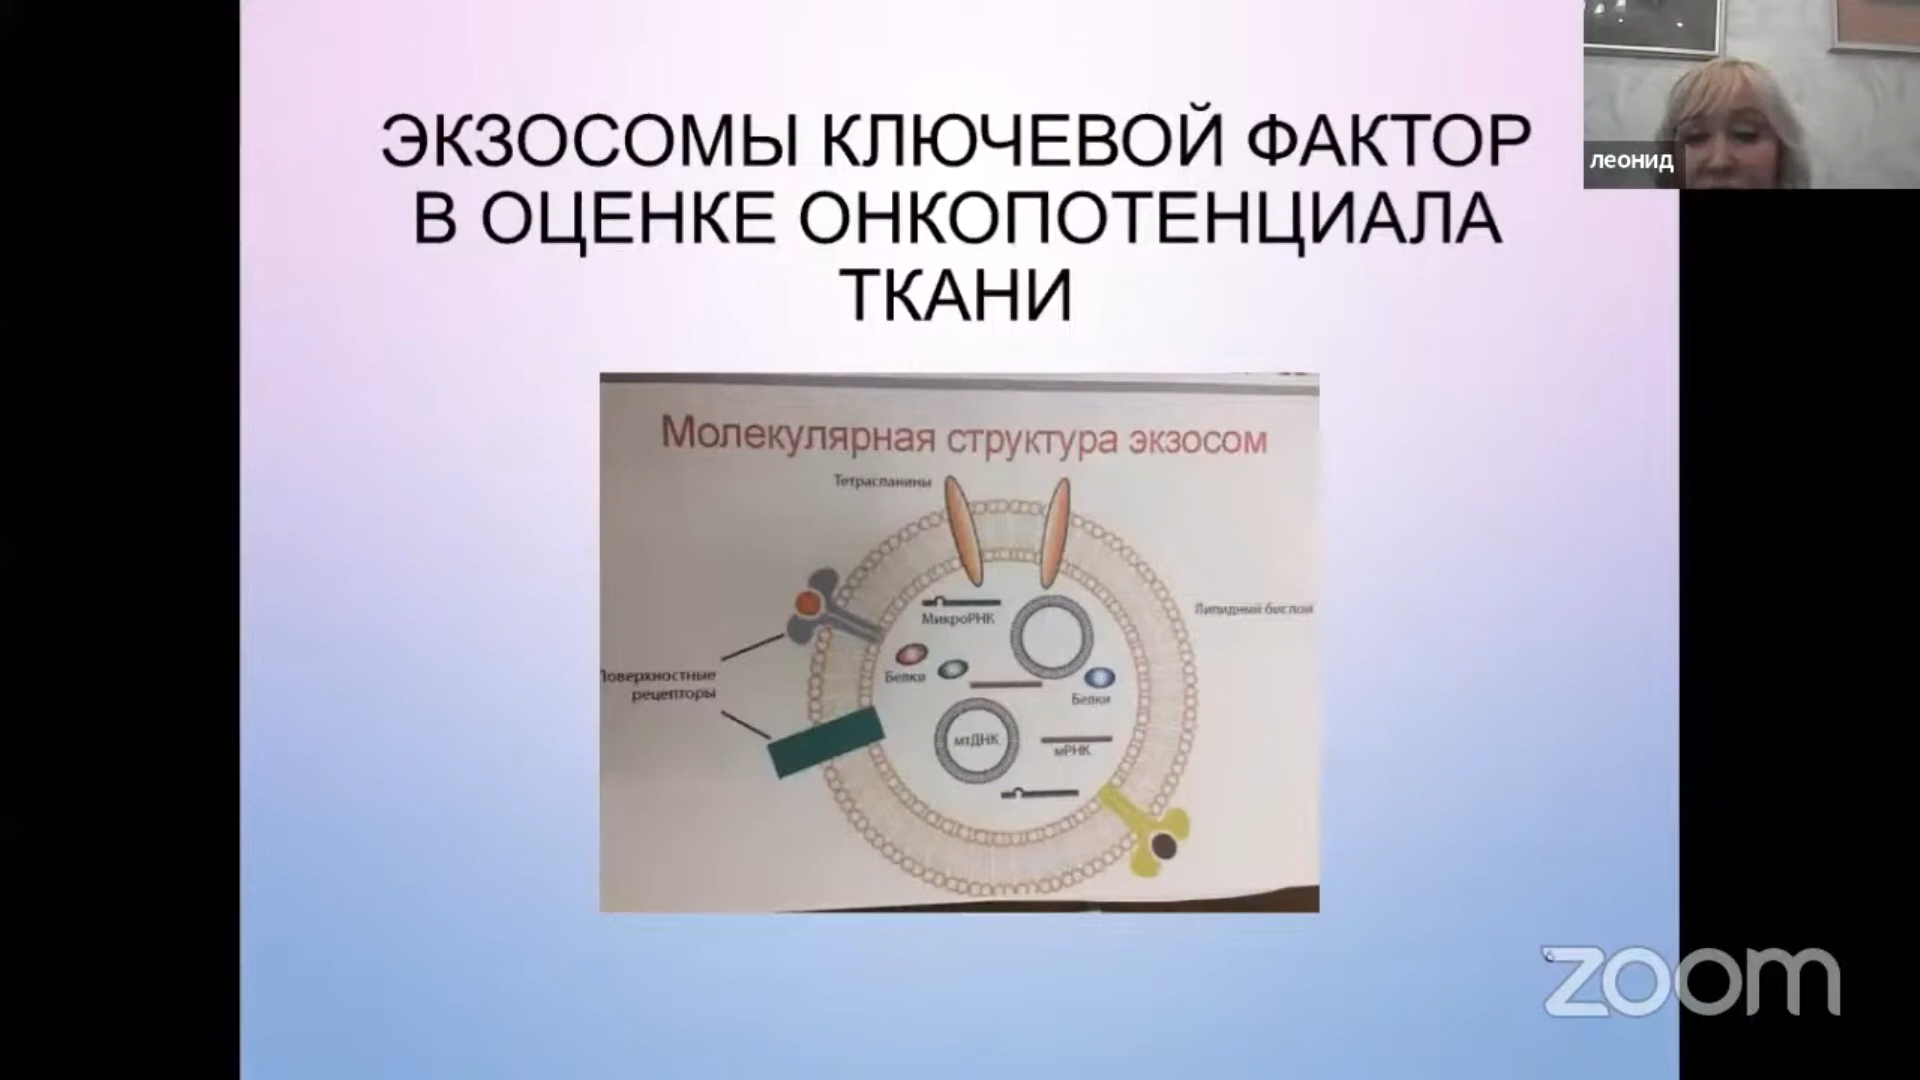 ЭКЗОСОМЫ КЛЮЧЕВОЙ ФАКТОР
В ОЦЕНКЕ ОНКОПОТЕНЦИАЛА
ТКАНИ
леонид
Молекулярная структура экзосом
Тетраспанины
Липидный бислой
МикроРНК
Белки
Белки
Поверхностные
рецепторы
мтДНК
мРНК
zoom